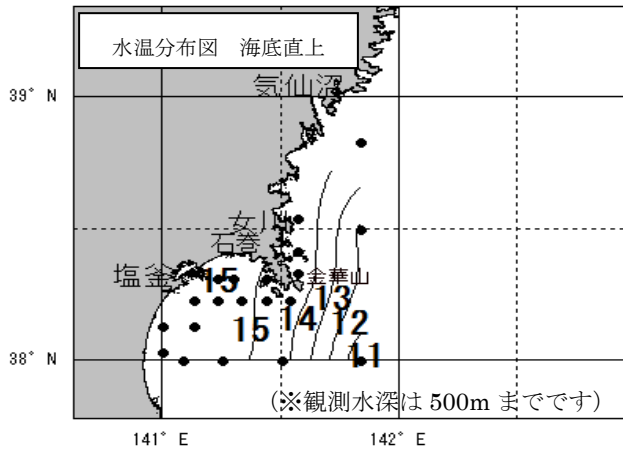 水温分布図　海底直上
気仙沼
39° N
女川
石巻
塩釜
15
金華山
13
15
14
12
11
38° N
(※観測水深は 500m までです)
141° E
142° E